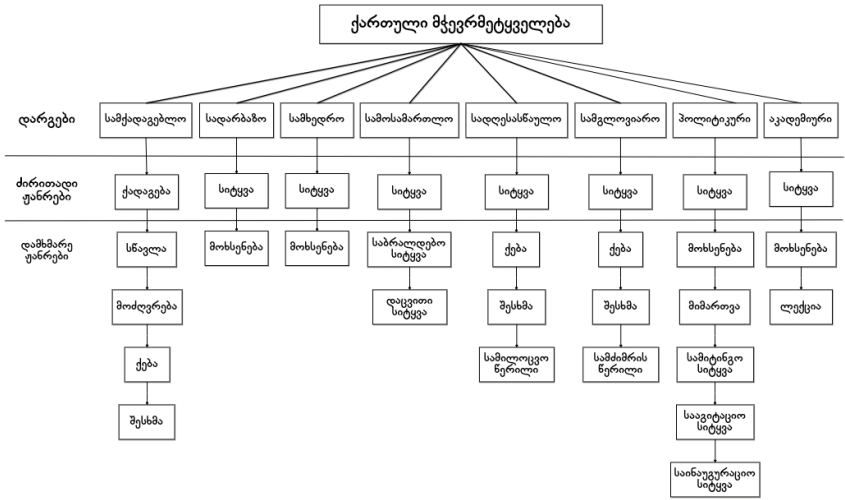 ქართული მჭევრმეტყველება
დარგები
სამქადაგებლო
სადარბაზო
სამხედრო
სამოსამართლო
სადღესასწაულო
სამგლოვიარო
პოლიტიკური
აკადემიური
ძირითადი
ჟანრები
ქადაგება
სიტყვა
სიტყვა
სიტყვა
სიტყვა
სიტყვა
სიტყვა
სიტყვა
დამხმარე
ჟანრები
სწავლა
მოხსენება
მოხსენება
საბრალდებო
სიტყვა
ქება
ქება
მოხსენება
მოხსენება
მოძღვრება
დაცვითი
სიტყვა
შესხმა
შესხმა
მიმართვა
ლექცია
ქება
სამილოცვო
წერილი
სამძიმრის
წერილი
სამიტინგო
სიტყვა
შესხმა
სააგიტაციო
სიტყვა
საინაუგურაციო
სიტყვა